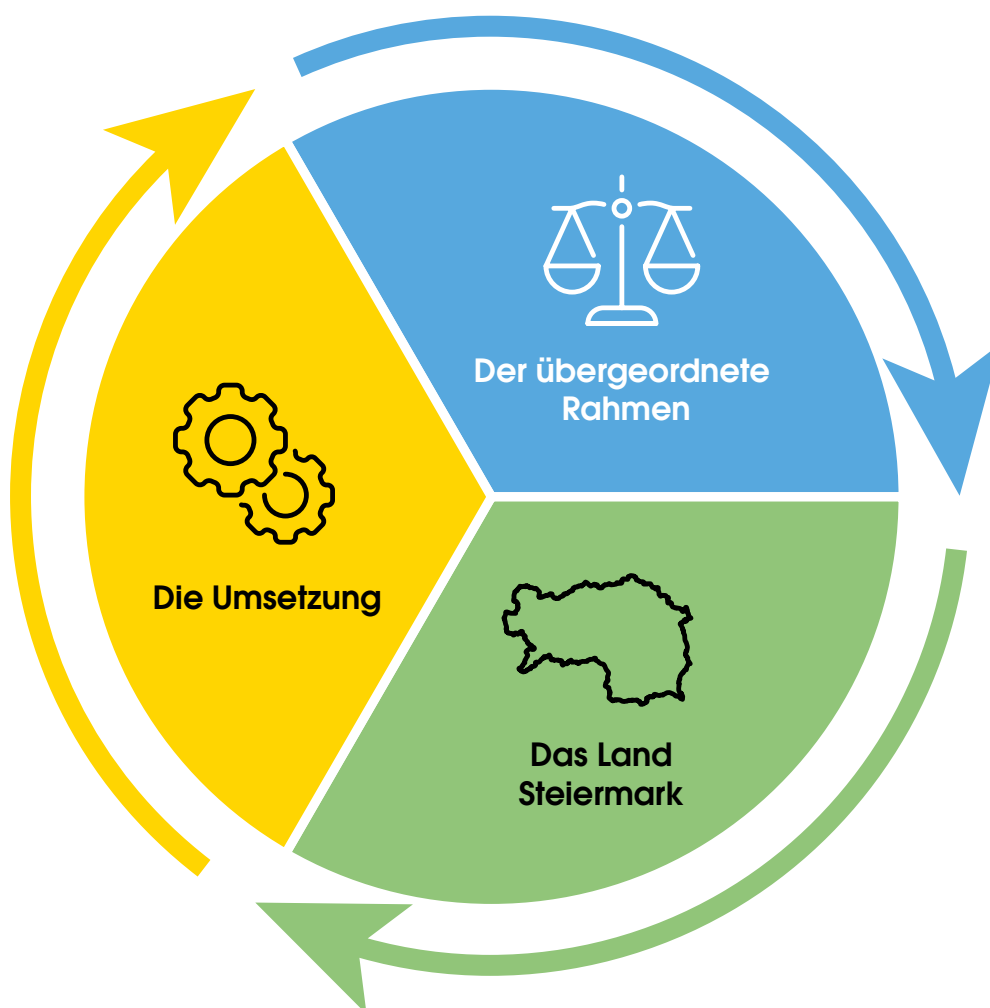 Der übergeordnete
Rahmen
Die Umsetzung
Das Land
Steiermark